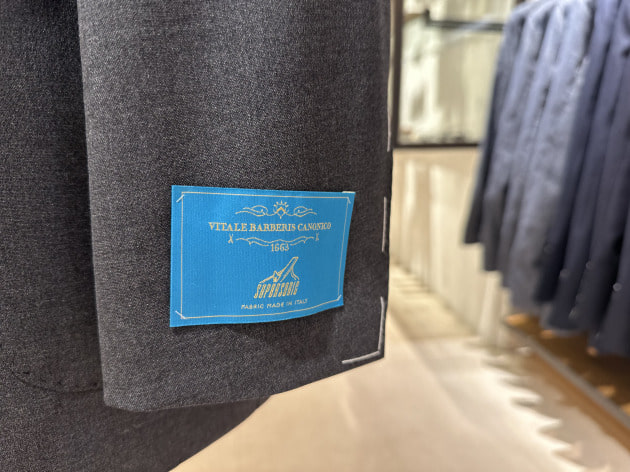 VITALE BARBERIS CANONICO
1663
SUPERSONIC
FABRIC MADE IN ITALY